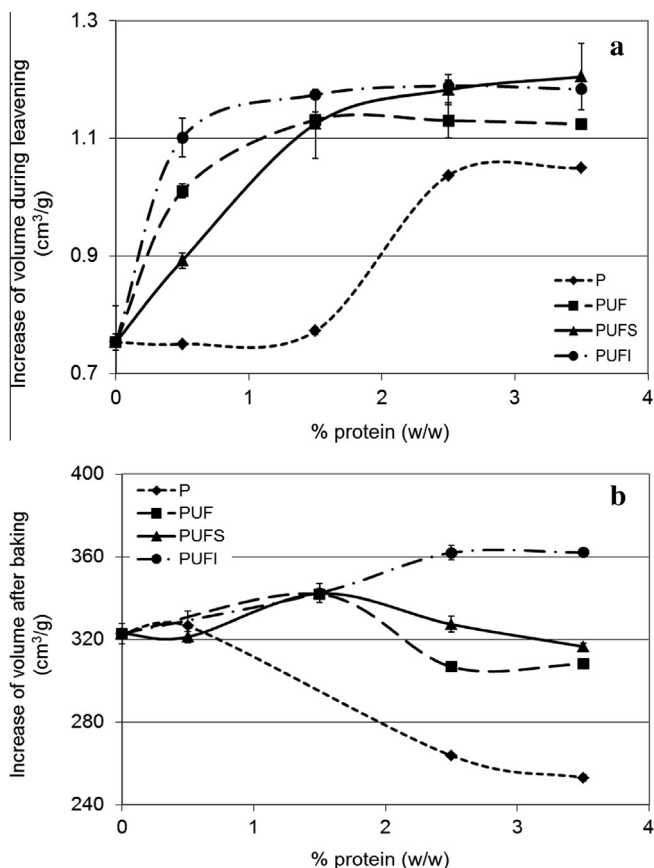 a
1.3
1.1
0.9
0.7
Increase of volume during leavening
(cm³/g)
P
PUF
PUFS
PUFI
0 1 2 3 4
% protein (w/w)
b
400
360
320
280
240
Increase of volume after baking
(cm³/g)
P
PUF
PUFS
PUFI
0 1 2 3 4
% protein (w/w)